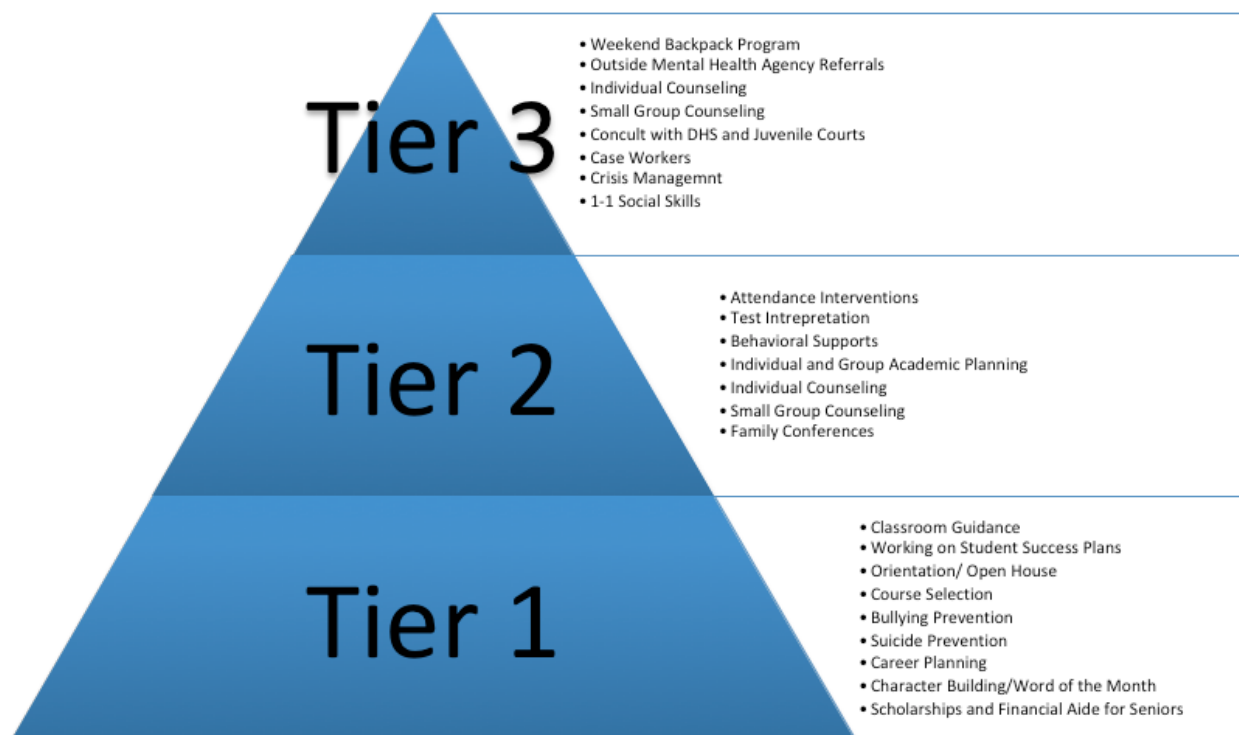 Tier 3
• Weekend Backpack Program
• Outside Mental Health Agency Referrals
• Individual Counseling
• Small Group Counseling
• Concult with DHS and Juvenile Courts
• Case Workers
• Crisis Managemnt
• 1-1 Social Skills
Tier 2
• Attendance Interventions
• Test Intrepretation
• Behavioral Supports
• Individual and Group Academic Planning
• Individual Counseling
• Small Group Counseling
• Family Conferences
Tier 1
• Classroom Guidance
• Working on Student Success Plans
• Orientation/ Open House
• Course Selection
• Bullying Prevention
• Suicide Prevention
• Career Planning
• Character Building/Word of the Month
• Scholarships and Financial Aide for Seniors